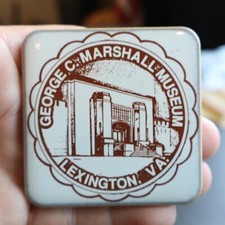 GEORGE C. MARSHALL MUSEUM
LEXINGTON, VA.